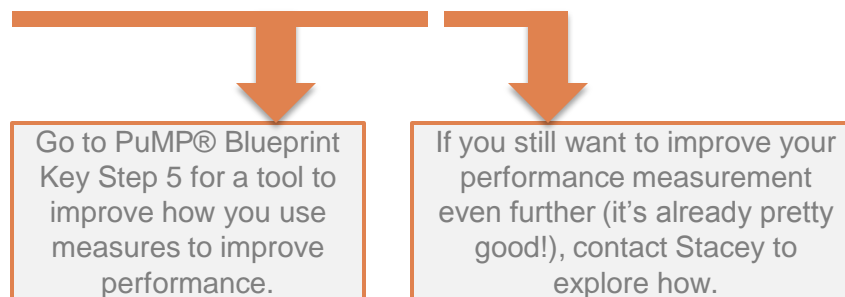 Go to PuMP® Blueprint
Key Step 5 for a tool to
improve how you use
measures to improve
performance.
If you still want to improve your
performance measurement
even further (it’s already pretty
good!), contact Stacey to
explore how.